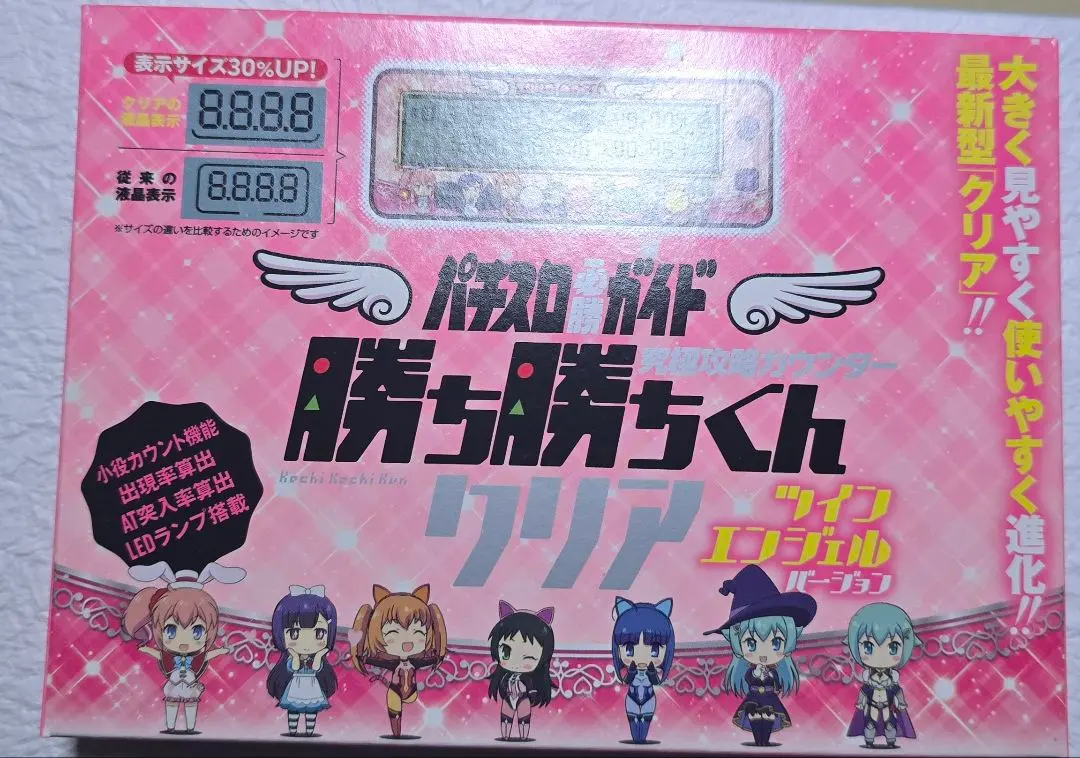 表示サイズ30%UP!
クリアの
液晶表示
8.8.8.8
従来の
液晶表示
8.8.8.8
※サイズの違いを比較するためのイメージです
大きく見やすく使いやすく進化!!
最新型「クリア」!!
パチスロ必勝ガイド
究極攻略カウンター
勝ち勝ちくん
Kachi Kachi Kun
クリア
ツイン
エンジェル
バージョン
小役カウント機能
出現率算出
AT突入率算出
LEDランプ搭載